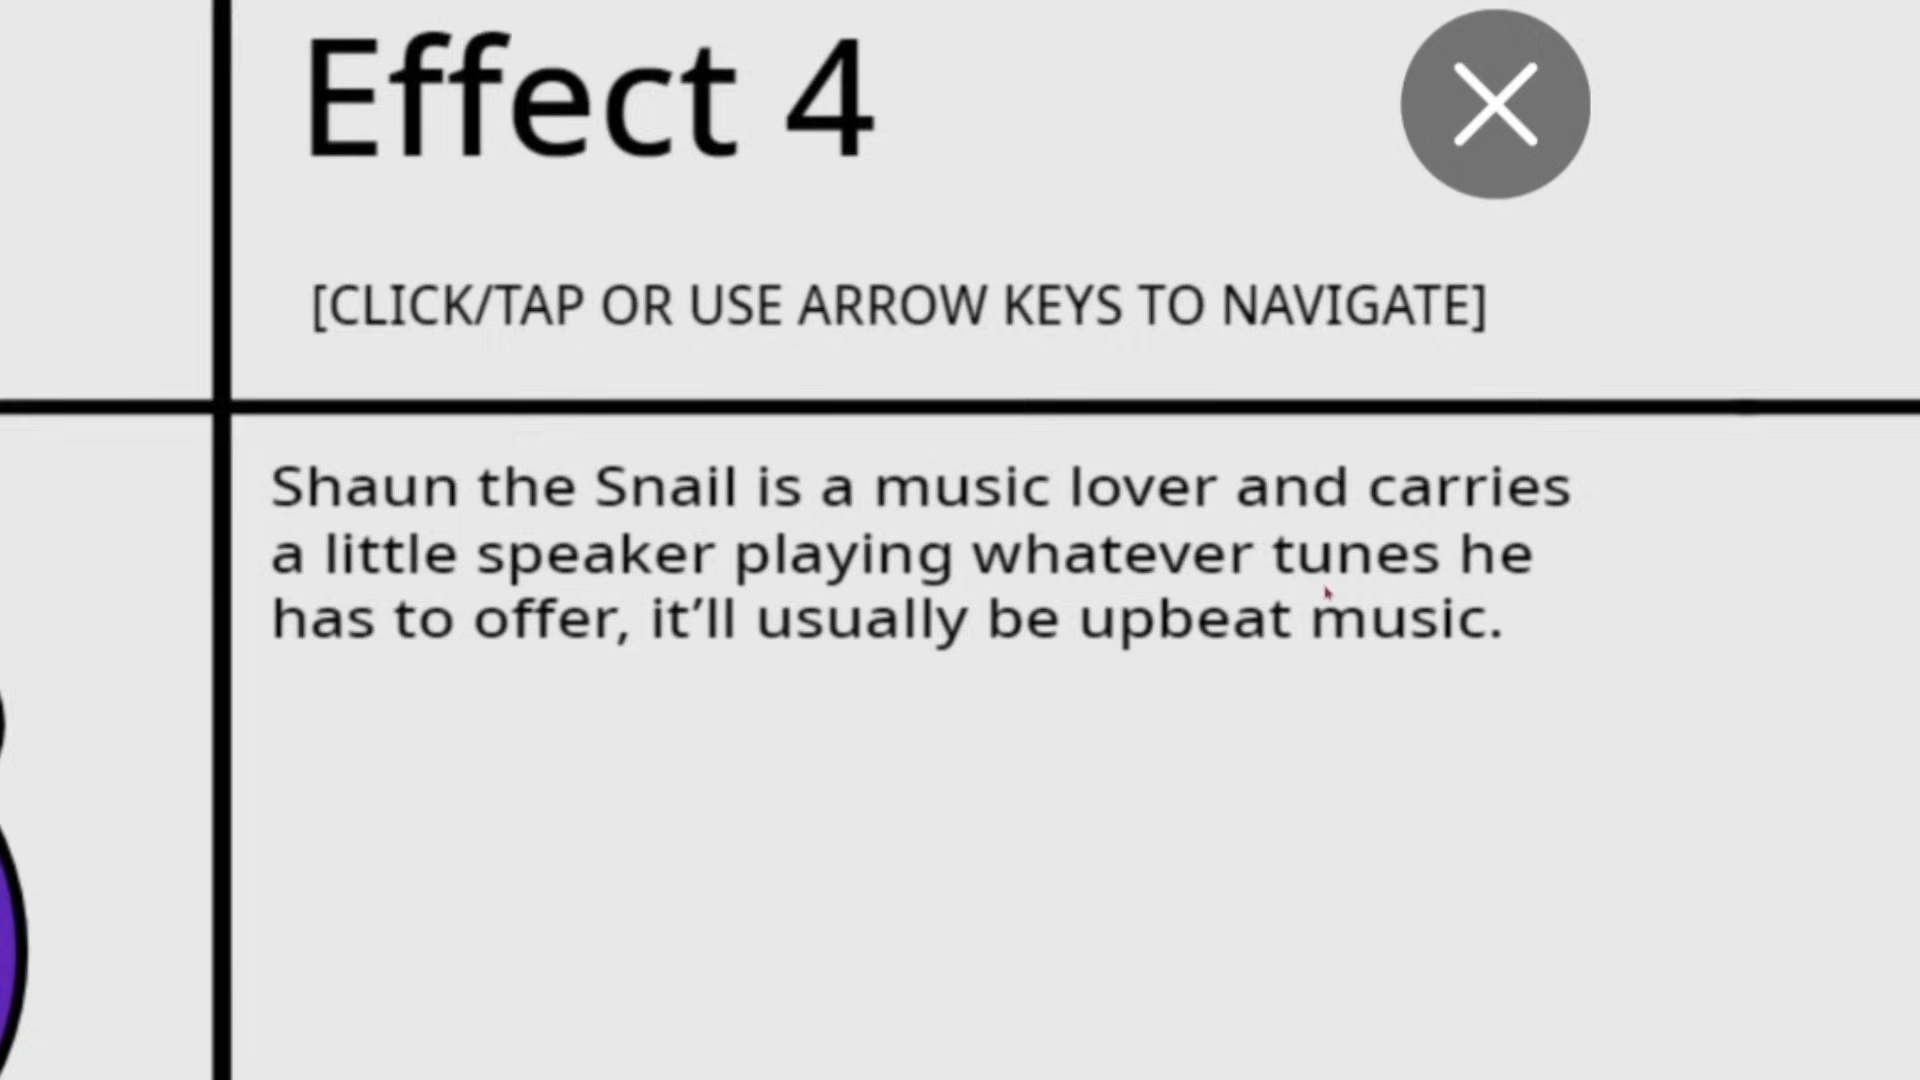 Effect 4
[CLICK/TAP OR USE ARROW KEYS TO NAVIGATE]
Shaun the Snail is a music lover and carries
a little speaker playing whatever tunes he
has to offer, it’ll usually be upbeat music.